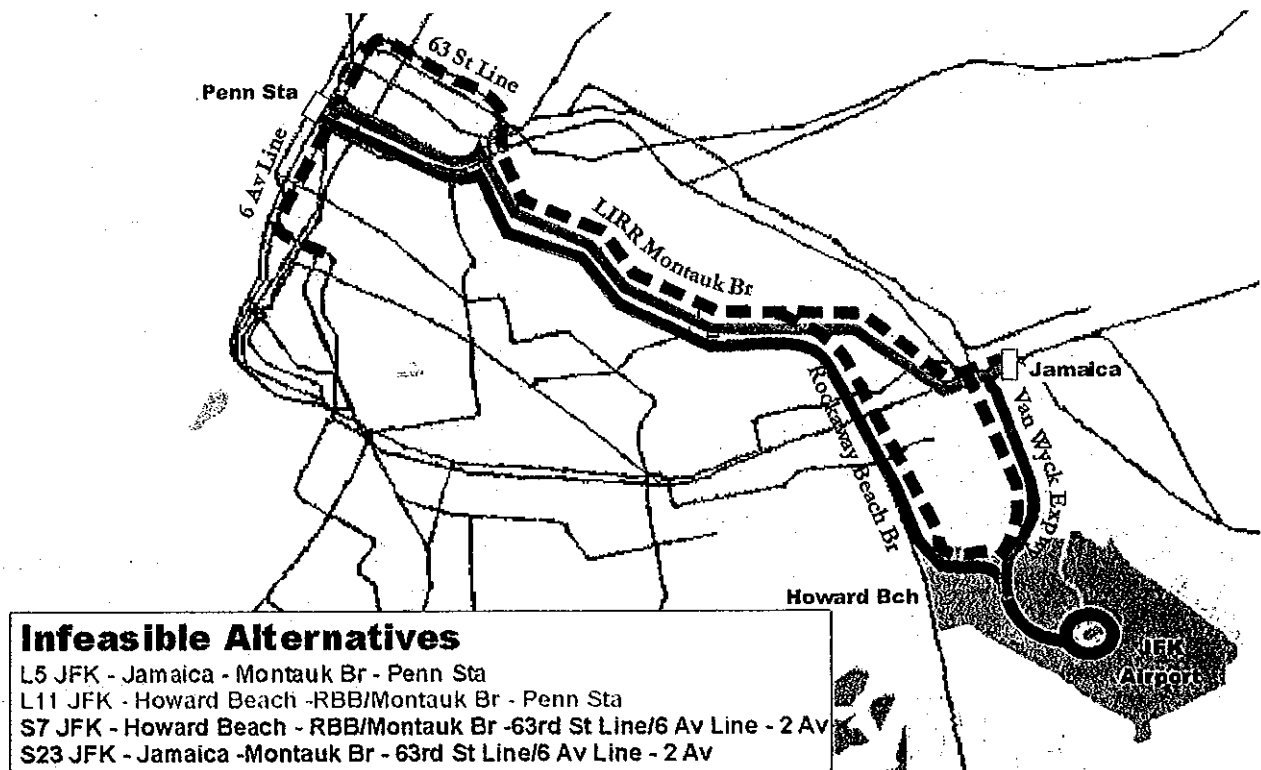 63 St Line
Penn Sta
6 Av Line
LIRR Montauk Br
Jamaica
Rockaway Beach Br
Van Wyck Expky
Howard Bch
JFK
Airport
Infeasible Alternatives
L5 JFK - Jamaica - Montauk Br - Penn Sta
L11 JFK - Howard Beach -RBB/Montauk Br - Penn Sta
S7 JFK - Howard Beach - RBB/Montauk Br -63rd St Line/6 Av Line - 2 Av
S23 JFK - Jamaica -Montauk Br - 63rd St Line/6 Av Line - 2 Av